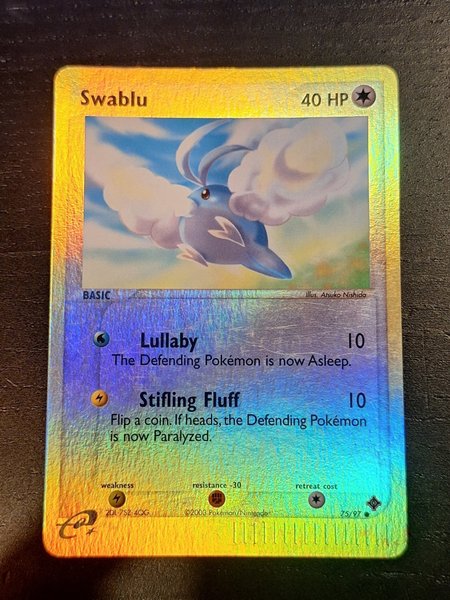 Swablu 40 HP
BASIC Illus. Atsuko Nishida
Lullaby 10
The Defending Pokémon is now Asleep.
Stifling Fluff 10
Flip a coin. If heads, the Defending Pokémon
is now Paralyzed.
weakness resistance -30 retreat cost
©2003 Pokémon/Nintendo 75/97